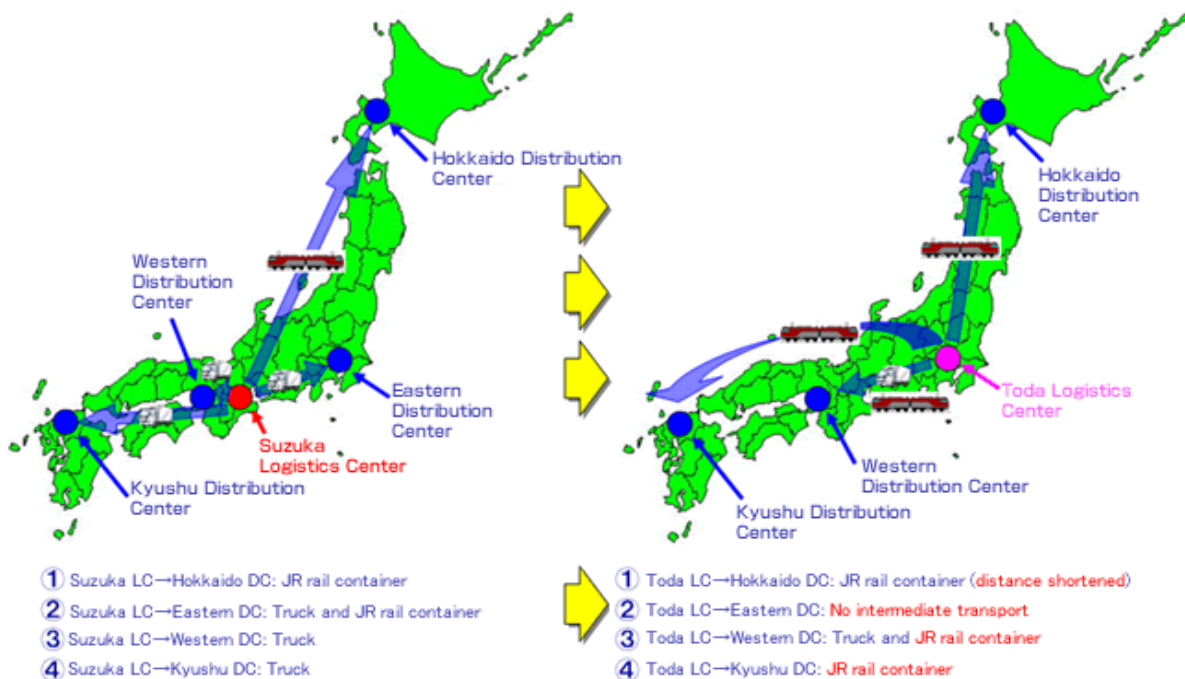 Hokkaido Distribution
Center
Western
Distribution
Center
Eastern
Distribution
Center
Suzuka
Logistics Center
Kyushu Distribution
Center
Hokkaido
Distribution
Center
Toda Logistics
Center
Western
Distribution Center
Kyushu Distribution
Center
① Suzuka LC→Hokkaido DC: JR rail container
② Suzuka LC→Eastern DC: Truck and JR rail container
③ Suzuka LC→Western DC: Truck
④ Suzuka LC→Kyushu DC: Truck
① Toda LC→Hokkaido DC: JR rail container (distance shortened)
② Toda LC→Eastern DC: No intermediate transport
③ Toda LC→Western DC: Truck and JR rail container
④ Toda LC→Kyushu DC: JR rail container